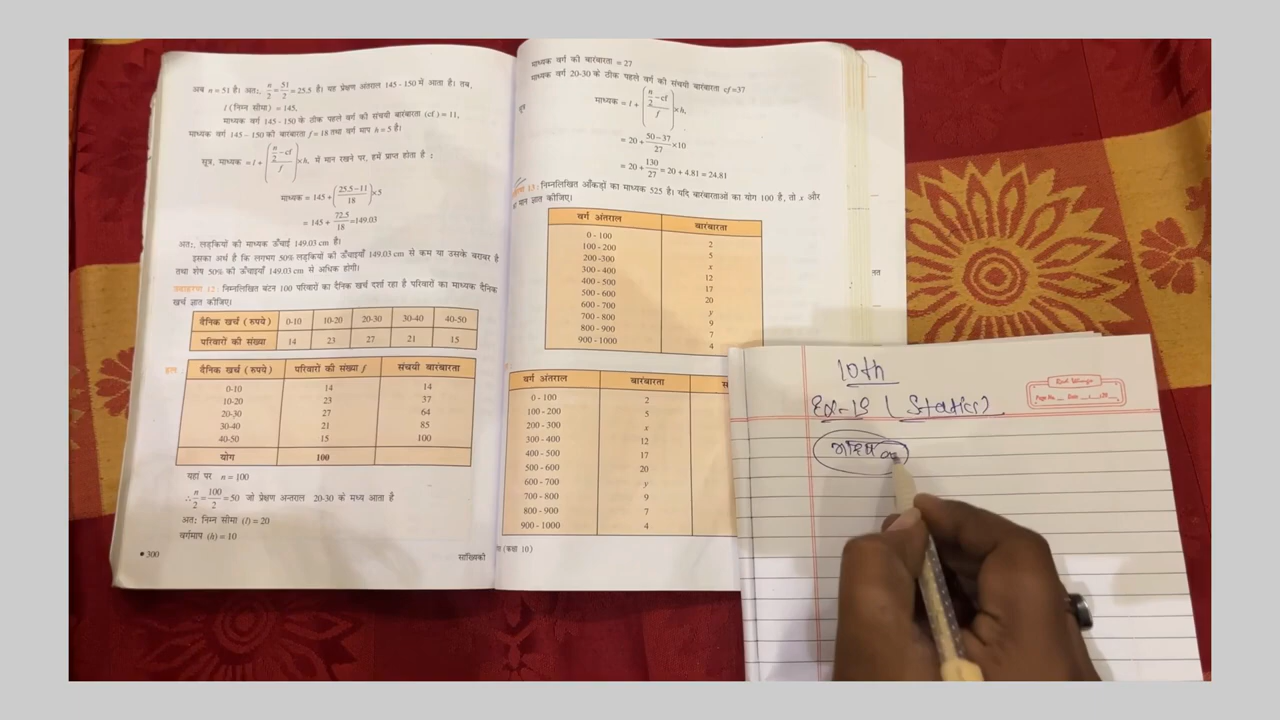 अब n = 51 है। अतः, n/2 = 51/2 = 25.5 है। यह प्रेक्षण अंतराल 145 - 150 में आता है। तब,
l (निम्न सीमा) = 145,
माध्यक वर्ग 145 - 150 के ठीक पहले वर्ग की संचयी बारंबारता (cf.) = 11,
माध्यक वर्ग 145 – 150 की बारंबारता f = 18 तथा वर्ग माप h = 5 है।
सूत्र, माध्यक = l + ((n/2 - cf)/f) × h, में मान रखने पर, हमें प्राप्त होता है :
माध्यक = 145 + ((25.5 - 11)/18) × 5
= 145 + 72.5/18 = 149.03
अतः, लड़कियों की माध्यक ऊँचाई 149.03 cm है।
इसका अर्थ है कि लगभग 50% लड़कियों की ऊँचाइयाँ 149.03 cm से कम या उसके बराबर है
तथा शेष 50% की ऊँचाइयाँ 149.03 cm से अधिक होंगी।
उदाहरण 12 : निम्नलिखित बंटन 100 परिवारों का दैनिक खर्च दर्शा रहा है परिवारों का माध्यक दैनिक
खर्च ज्ञात कीजिए।
दैनिक खर्च (रुपये) 0-10 10-20 20-30 30-40 40-50
परिवारों की संख्या 14 23 27 21 15
हल :
दैनिक खर्च (रुपये) परिवारों की संख्या f संचयी बारंबारता
0-10 14 14
10-20 23 37
20-30 27 64
30-40 21 85
40-50 15 100
योग 100
यहां पर n = 100
∴ n/2 = 100/2 = 50 जो प्रेक्षण अन्तराल 20-30 के मध्य आता है
अतः निम्न सीमा (l) = 20
वर्गमाप (h) = 10
• 300
सांख्यिकी
माध्यक वर्ग की बारंबारता = 27
माध्यक वर्ग 20-30 के ठीक पहले वर्ग की संचयी बारंबारता cf = 37
सूत्र
माध्यक = l + ((n/2 - cf)/f) × h,
= 20 + (50 - 37)/27 × 10
= 20 + 130/27 = 20 + 4.81 = 24.81
13 : निम्नलिखित आँकड़ों का माध्यक 525 है। यदि बारंबारताओं का योग 100 है, तो x और
मान ज्ञात कीजिए।
वर्ग अंतराल बारंबारता
0 - 100 2
100 - 200 5
200 - 300 x
300 - 400 12
400 - 500 17
500 - 600 20
600 - 700 y
700 - 800 9
800 - 900 7
900 - 1000 4
वर्ग अंतराल बारंबारता
0 - 100 2
100 - 200 5
200 - 300 x
300 - 400 12
400 - 500 17
500 - 600 20
600 - 700 y
700 - 800 9
800 - 900 7
900 - 1000 4
(कक्षा 10)
10th
Ex-19 (Statics)
Page No. Date